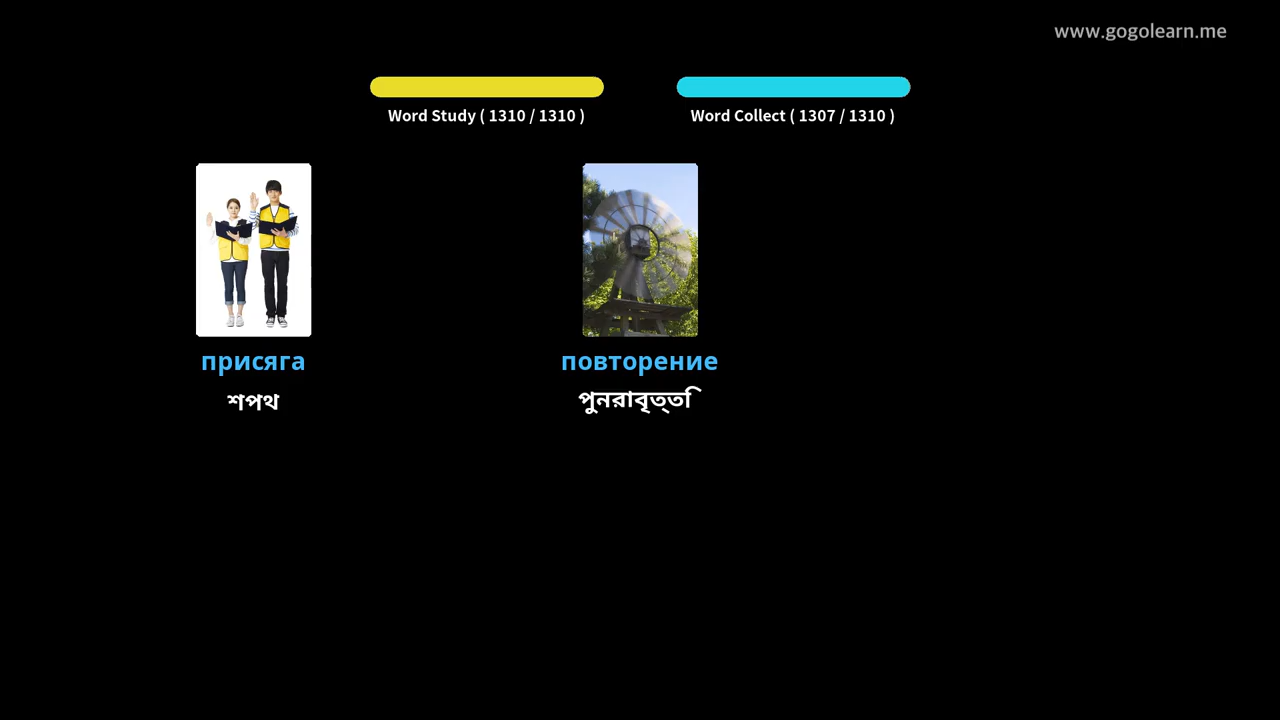 www.gogolearn.me
Word Study ( 1310 / 1310 )
Word Collect ( 1307 / 1310 )
присяга
повторение
শপথ
পুনরাবৃত্তি